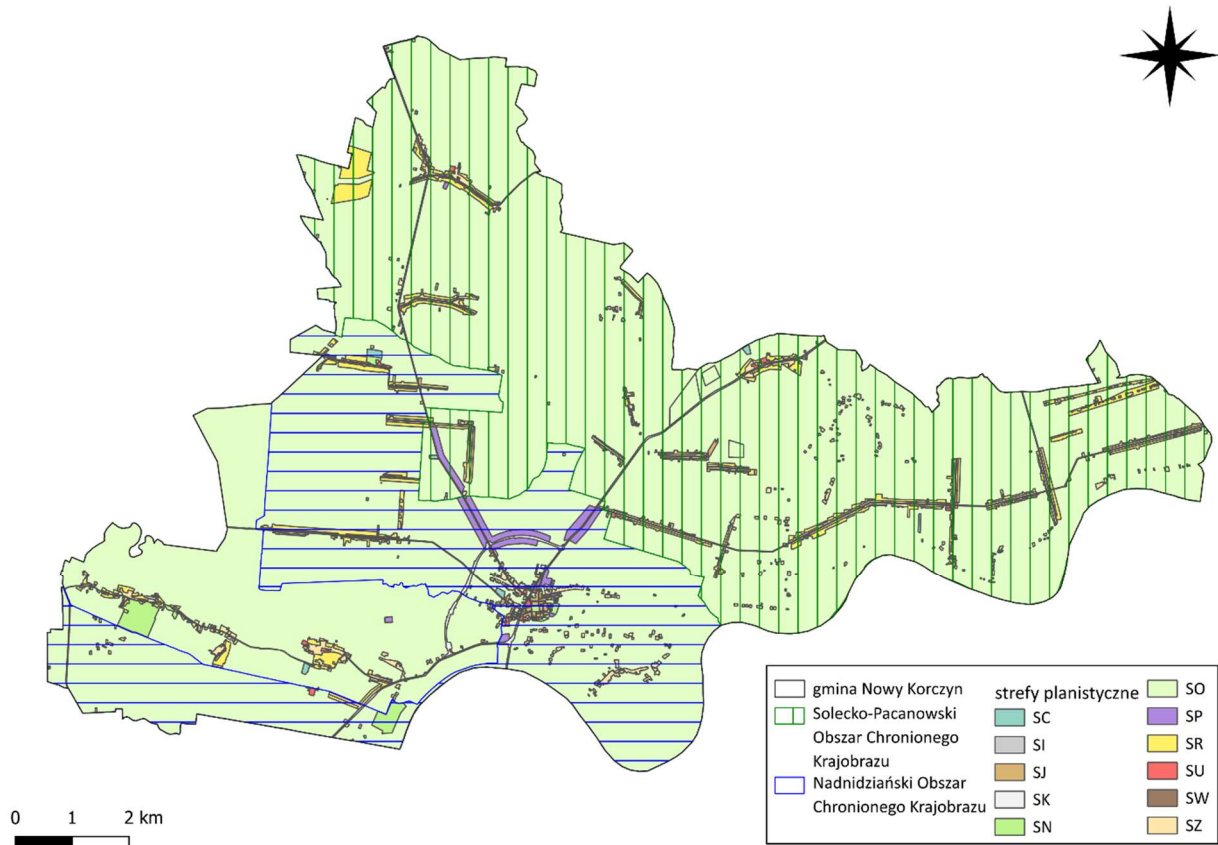 gmina Nowy Korczyn
Solecko-Pacanowski
Obszar Chronionego
Krajobrazu
Nadnidziański Obszar
Chronionego Krajobrazu
strefy planistyczne
SC
SI
SJ
SK
SN
SO
SP
SR
SU
SW
SZ
0 1 2 km